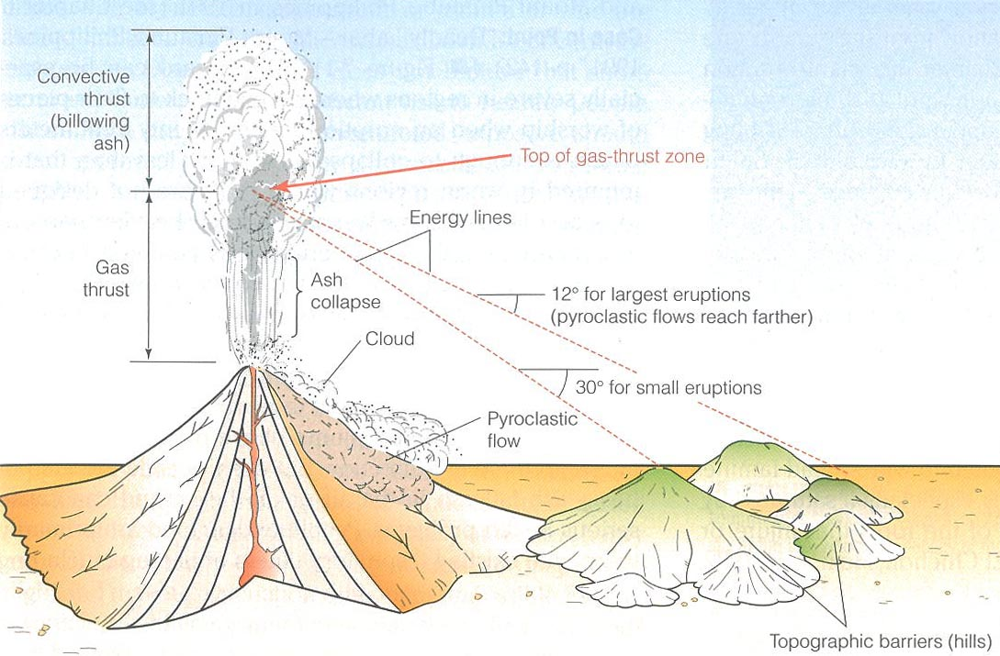 Convective
thrust
(billowing
ash)
Top of gas-thrust zone
Energy lines
Gas
thrust
Ash
collapse
12° for largest eruptions
(pyroclastic flows reach farther)
Cloud
30° for small eruptions
Pyroclastic
flow
Topographic barriers (hills)